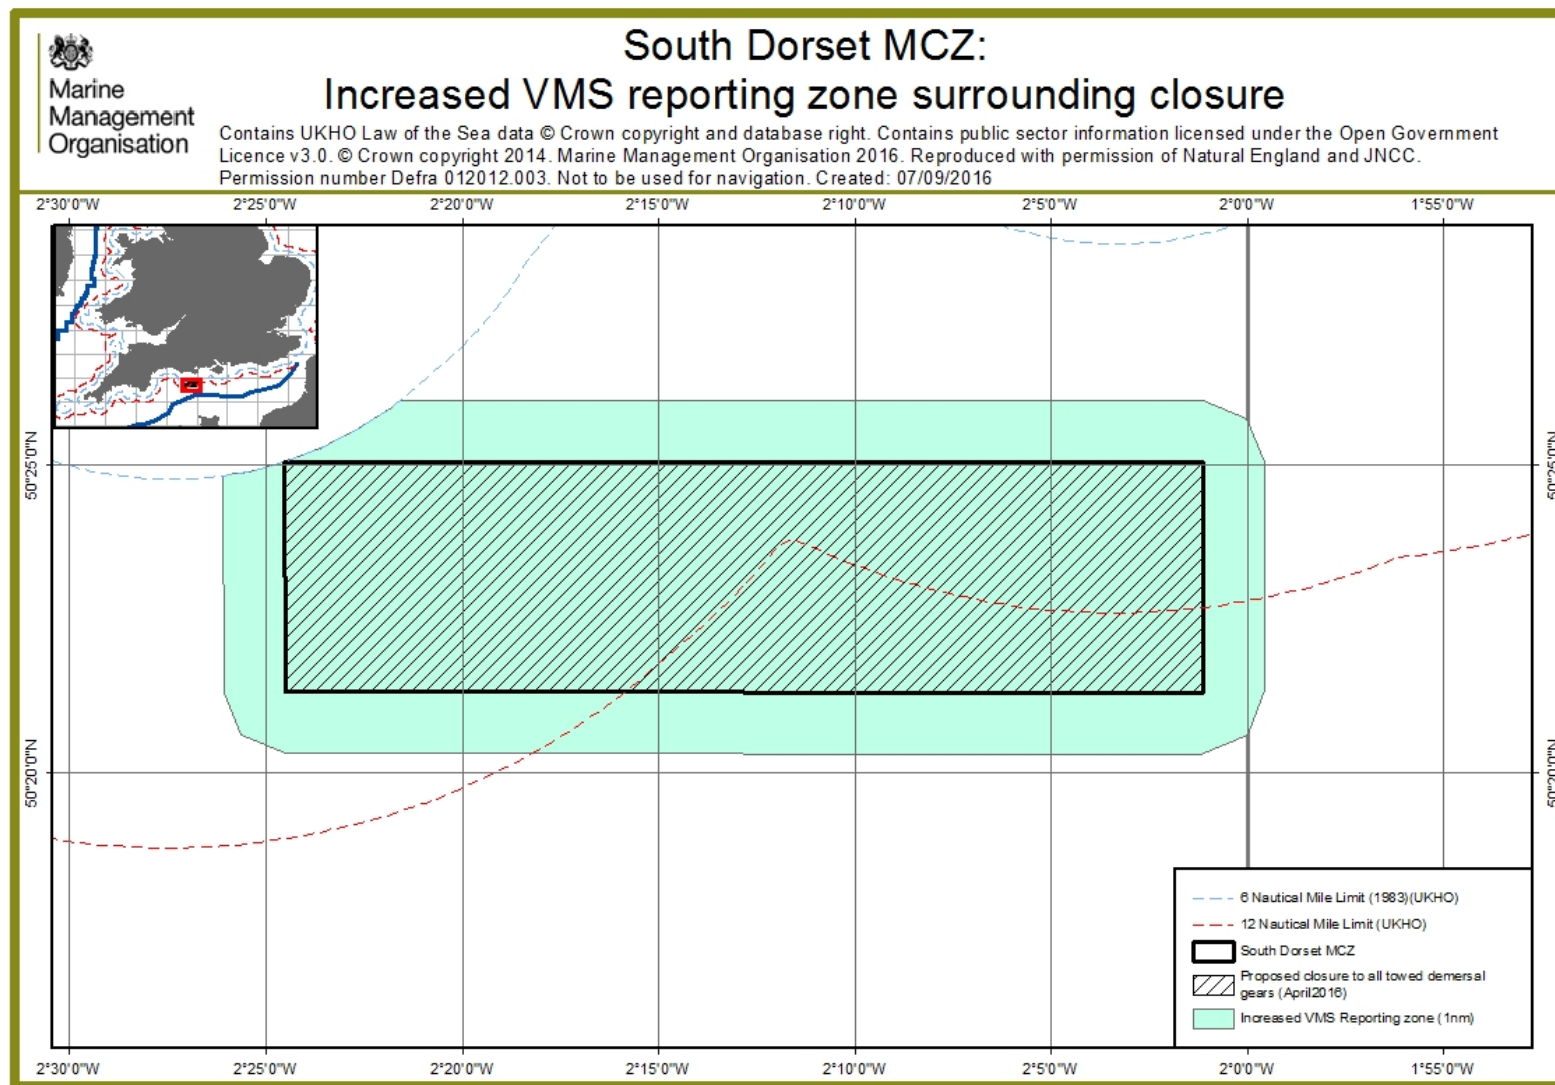 South Dorset MCZ:
Increased VMS reporting zone surrounding closure
Marine
Management
Organisation
Contains UKHO Law of the Sea data © Crown copyright and database right. Contains public sector information licensed under the Open Government
Licence v3.0. © Crown copyright 2014. Marine Management Organisation 2016. Reproduced with permission of Natural England and JNCC.
Permission number Defra 012012.003. Not to be used for navigation. Created: 07/09/2016
2°30'0"W 2°25'0"W 2°20'0"W 2°15'0"W 2°10'0"W 2°5'0"W 2°0'0"W 1°55'0"W
50°25'0"N 50°25'0"N
50°20'0"N 50°20'0"N
6 Nautical Mile Limit (1983)(UKHO)
12 Nautical Mile Limit (UKHO)
South Dorset MCZ
Proposed closure to all towed demersal
gears (April2016)
Increased VMS Reporting zone (1nm)
2°30'0"W 2°25'0"W 2°20'0"W 2°15'0"W 2°10'0"W 2°5'0"W 2°0'0"W 1°55'0"W